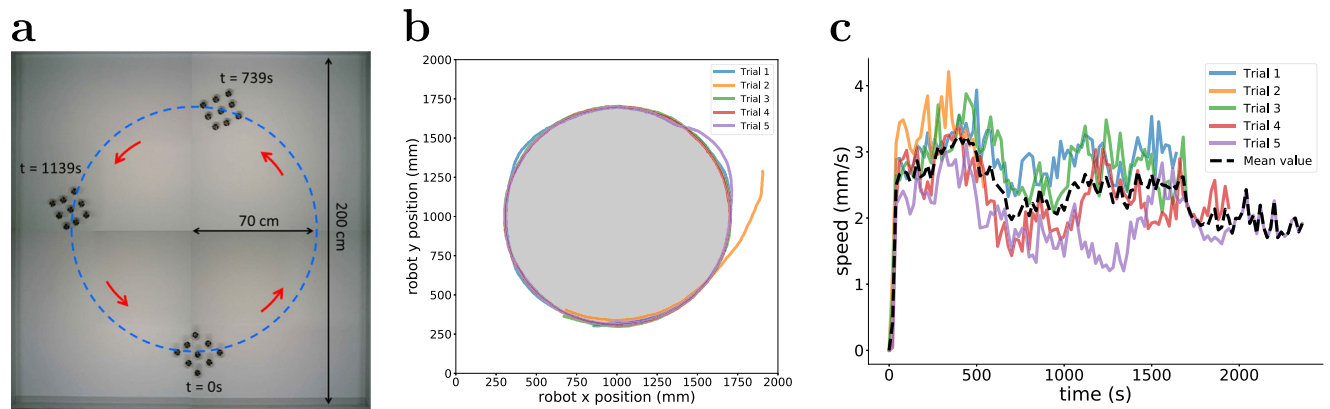 a
t = 739s
t = 1139s
70 cm
200 cm
t = 0s
b
2000
1750
1500
1250
1000
750
500
250
0
robot y position (mm)
Trial 1
Trial 2
Trial 3
Trial 4
Trial 5
0 250 500 750 1000 1250 1500 1750 2000
robot x position (mm)
c
4
3
2
1
0
speed (mm/s)
Trial 1
Trial 2
Trial 3
Trial 4
Trial 5
Mean value
0 500 1000 1500 2000
time (s)